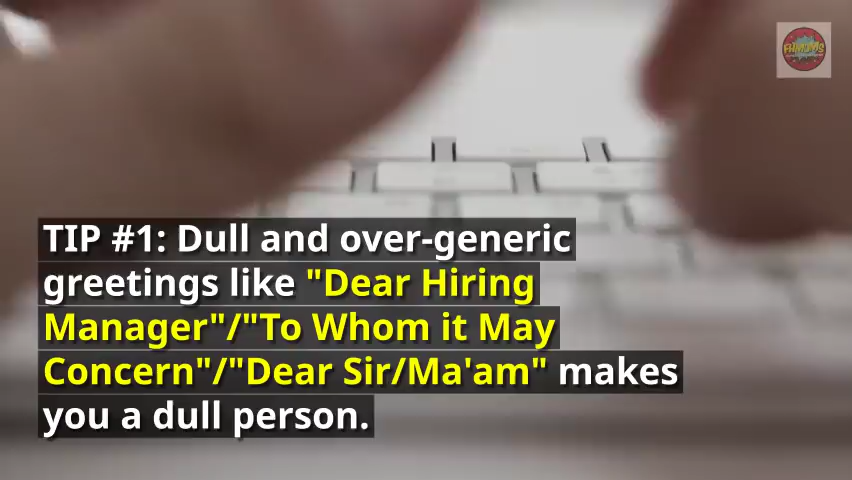 FHMOMS
TIP #1: Dull and over-generic
greetings like "Dear Hiring
Manager"/"To Whom it May
Concern"/"Dear Sir/Ma'am" makes
you a dull person.